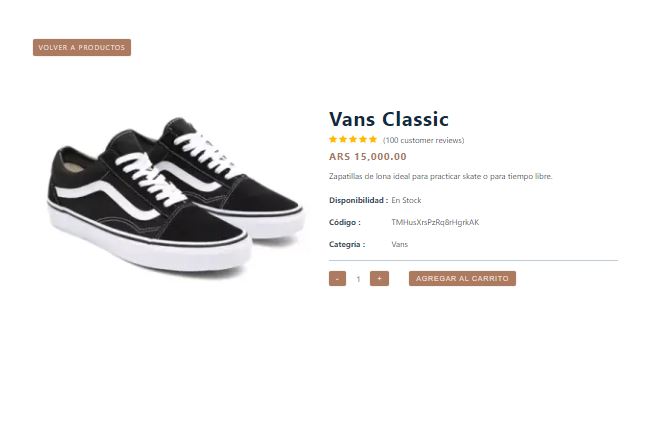 VOLVER A PRODUCTOS
Vans Classic
(100 customer reviews)
ARS 15,000.00
Zapatillas de lona ideal para practicar skate o para tiempo libre.
Disponibilidad : En Stock
Código : TMHusXrsPzRq8rHgrkAK
Categria : Vans
- 1 + AGREGAR AL CARRITO